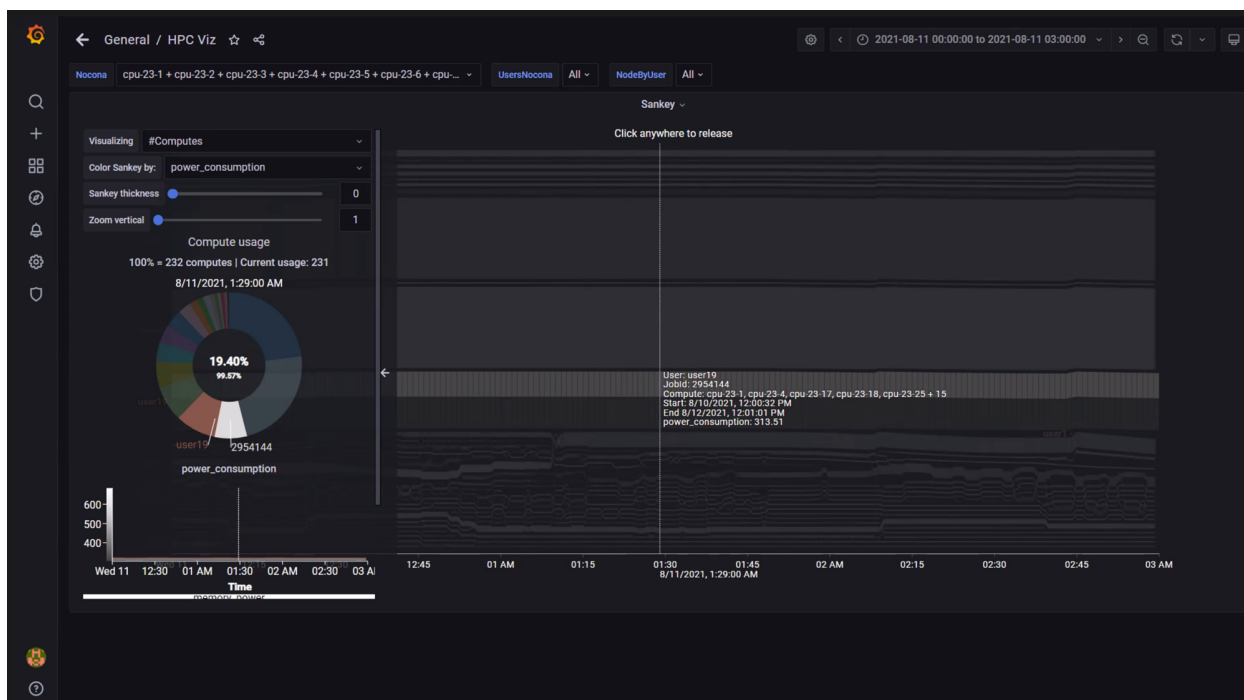 General / HPC Viz
2021-08-11 00:00:00 to 2021-08-11 03:00:00
Nocona cpu-23-1 + cpu-23-2 + cpu-23-3 + cpu-23-4 + cpu-23-5 + cpu-23-6 + cpu-... UsersNocona All NodeByUser All
Sankey
Click anywhere to release
Visualizing #Computes
Color Sankey by: power_consumption
Sankey thickness 0
Zoom vertical 1
Compute usage
100% = 232 computes | Current usage: 231
8/11/2021, 1:29:00 AM
19.40%
99.57%
user19
2954144
User: user19
JobId: 2954144
Compute: cpu-23-1, cpu-23-4, cpu-23-17, cpu-23-18, cpu-23-25 + 15
Start: 8/10/2021, 12:00:32 PM
End 8/12/2021, 12:01:01 PM
power_consumption: 313.51
power_consumption
600
500
400
Wed 11 12:30 01 AM 01:30 02 AM 02:30 03 A
Time
memory_power
12:45 01 AM 01:15 01:30 01:45 02 AM 02:15 02:30 02:45 03 AM
8/11/2021, 1:29:00 AM